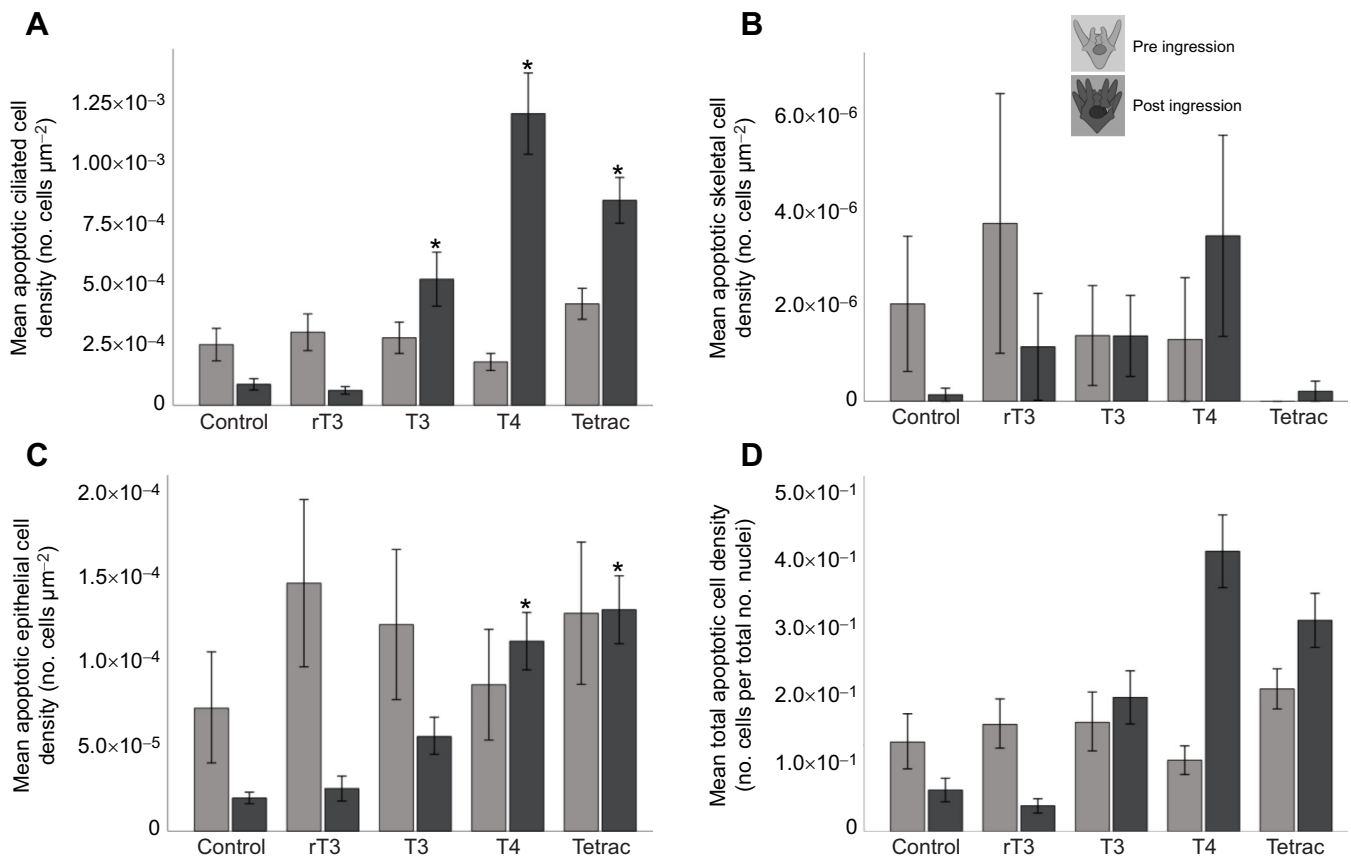 A
Mean apoptotic ciliated cell
density (no. cells µm⁻²)
1.25×10⁻³
1.00×10⁻³
7.5×10⁻⁴
5.0×10⁻⁴
2.5×10⁻⁴
0
* * *
Control rT3 T3 T4 Tetrac
B
Mean apoptotic skeletal cell
density (no. cells µm⁻²)
6.0×10⁻⁶
4.0×10⁻⁶
2.0×10⁻⁶
0
Pre ingression
Post ingression
Control rT3 T3 T4 Tetrac
C
Mean apoptotic epithelial cell
density (no. cells µm⁻²)
2.0×10⁻⁴
1.5×10⁻⁴
1.0×10⁻⁴
5.0×10⁻⁵
0
* *
Control rT3 T3 T4 Tetrac
D
Mean total apoptotic cell density
(no. cells per total no. nuclei)
5.0×10⁻¹
4.0×10⁻¹
3.0×10⁻¹
2.0×10⁻¹
1.0×10⁻¹
0
Control rT3 T3 T4 Tetrac